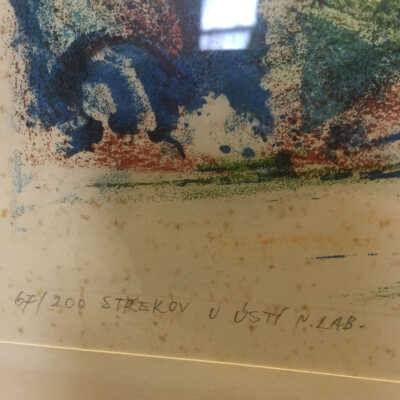 67/200 STREKOV U ÚSTÍ N. LAB.